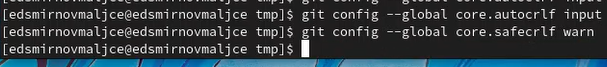 [edsmirnovmaljce@edsmirnovmaljce tmp]$ git config --global core.autocrlf input
[edsmirnovmaljce@edsmirnovmaljce tmp]$ git config --global core.safecrlf warn
[edsmirnovmaljce@edsmirnovmaljce tmp]$